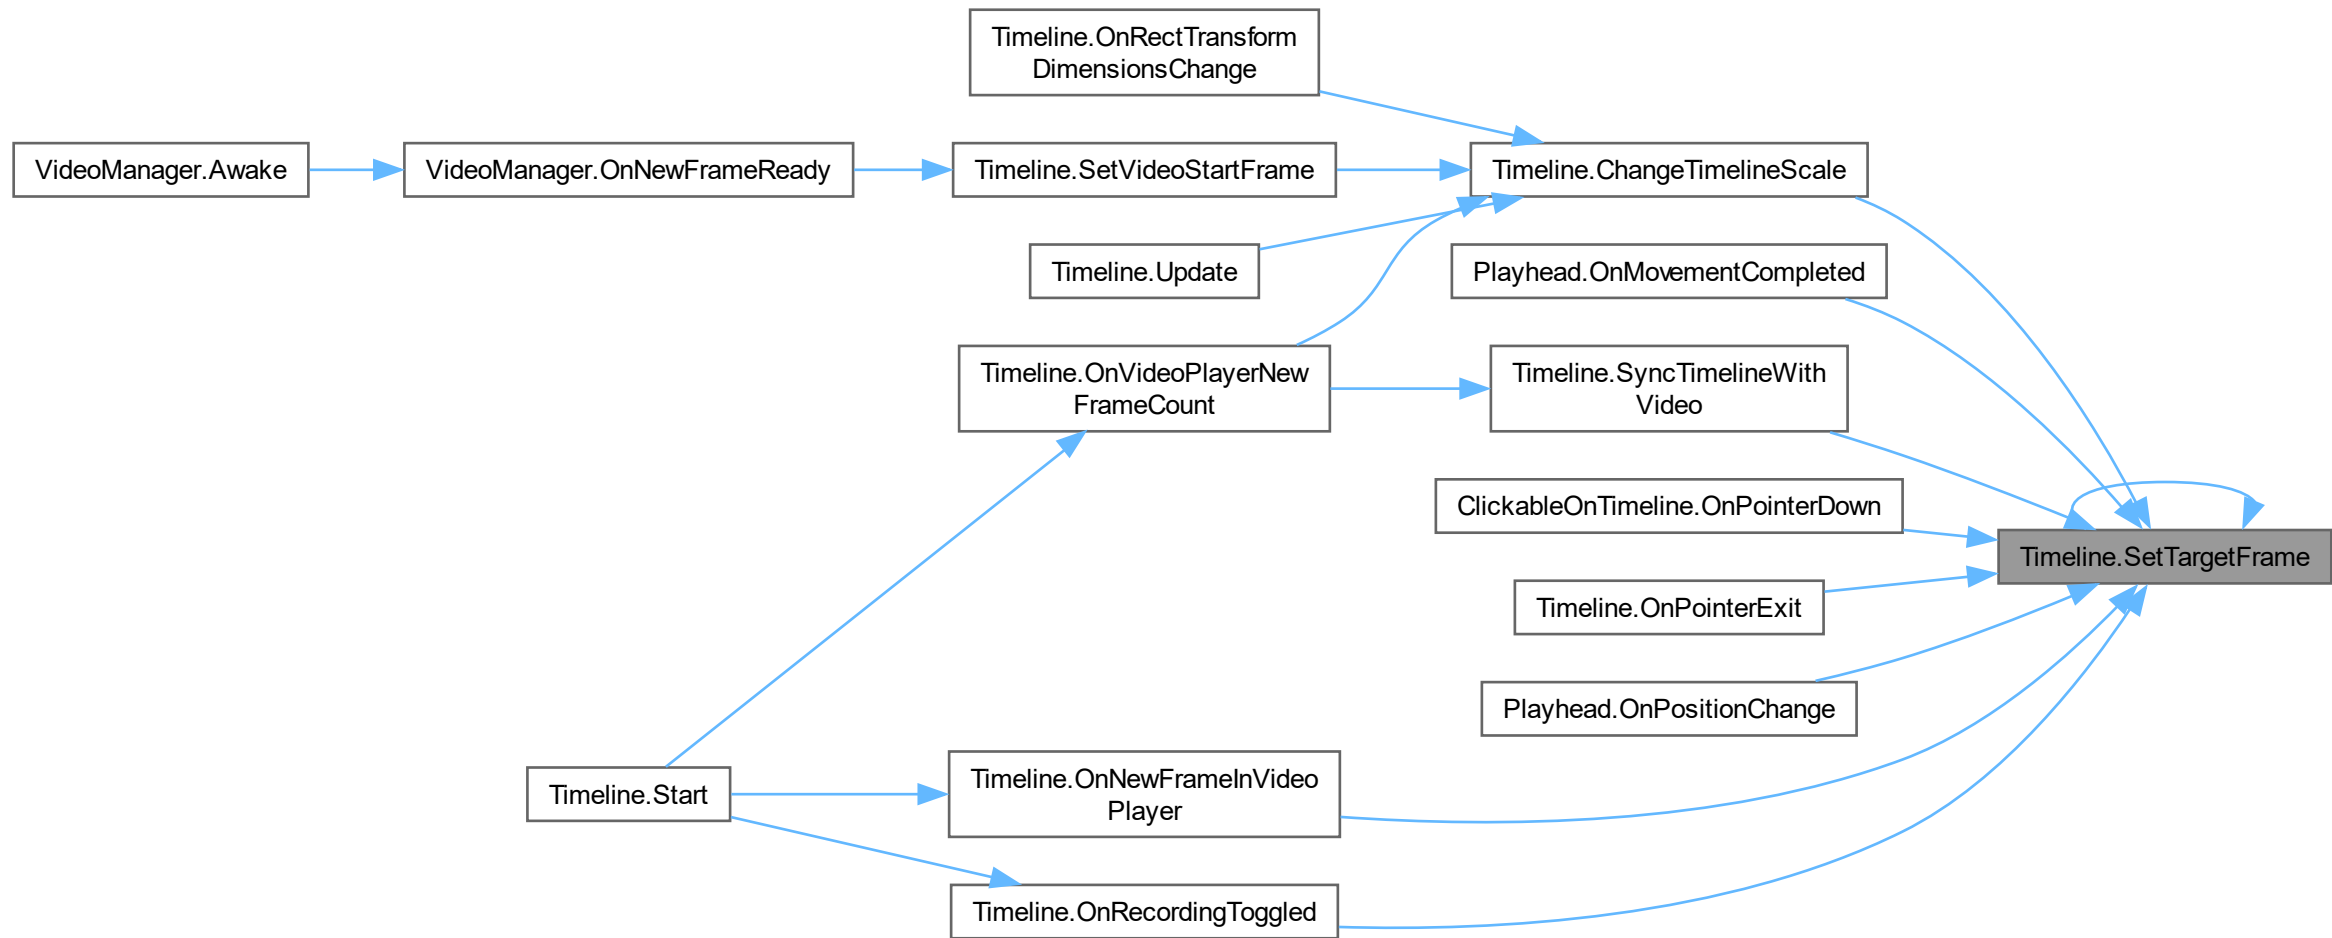 Timeline.OnRectTransform
DimensionsChange
VideoManager.Awake
VideoManager.OnNewFrameReady
Timeline.SetVideoStartFrame
Timeline.ChangeTimelineScale
Timeline.Update
Playhead.OnMovementCompleted
Timeline.OnVideoPlayerNew
FrameCount
Timeline.SyncTimelineWith
Video
ClickableOnTimeline.OnPointerDown
Timeline.SetTargetFrame
Timeline.OnPointerExit
Playhead.OnPositionChange
Timeline.Start
Timeline.OnNewFrameInVideo
Player
Timeline.OnRecordingToggled